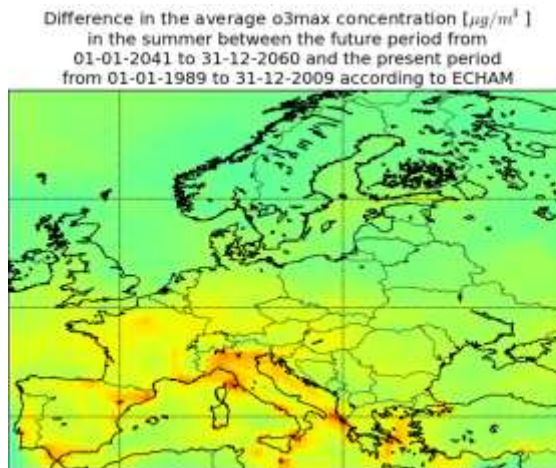 Difference in the average o3max concentration [μg/m³]
in the summer between the future period from
01-01-2041 to 31-12-2060 and the present period
from 01-01-1989 to 31-12-2009 according to ECHAM